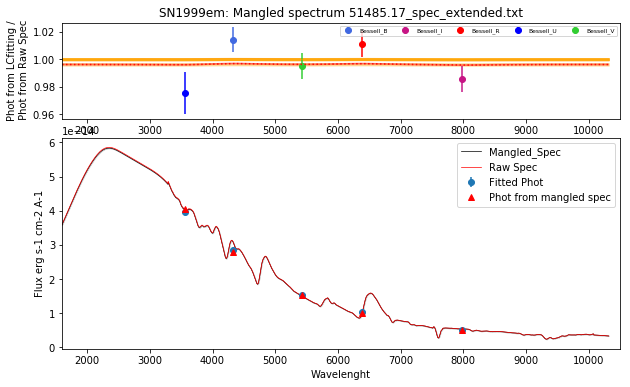 SN1999em: Mangled spectrum 51485.17_spec_extended.txt
Phot from LCfitting /
Phot from Raw Spec
1.02
1.00
0.98
0.96
Bessell_B
Bessell_I
Bessell_R
Bessell_U
Bessell_V
2000 3000 4000 5000 6000 7000 8000 9000 10000
1e−14
Flux erg s-1 cm-2 A-1
6
5
4
3
2
1
0
Mangled_Spec
Raw Spec
Fitted Phot
Phot from mangled spec
2000 3000 4000 5000 6000 7000 8000 9000 10000
Wavelenght